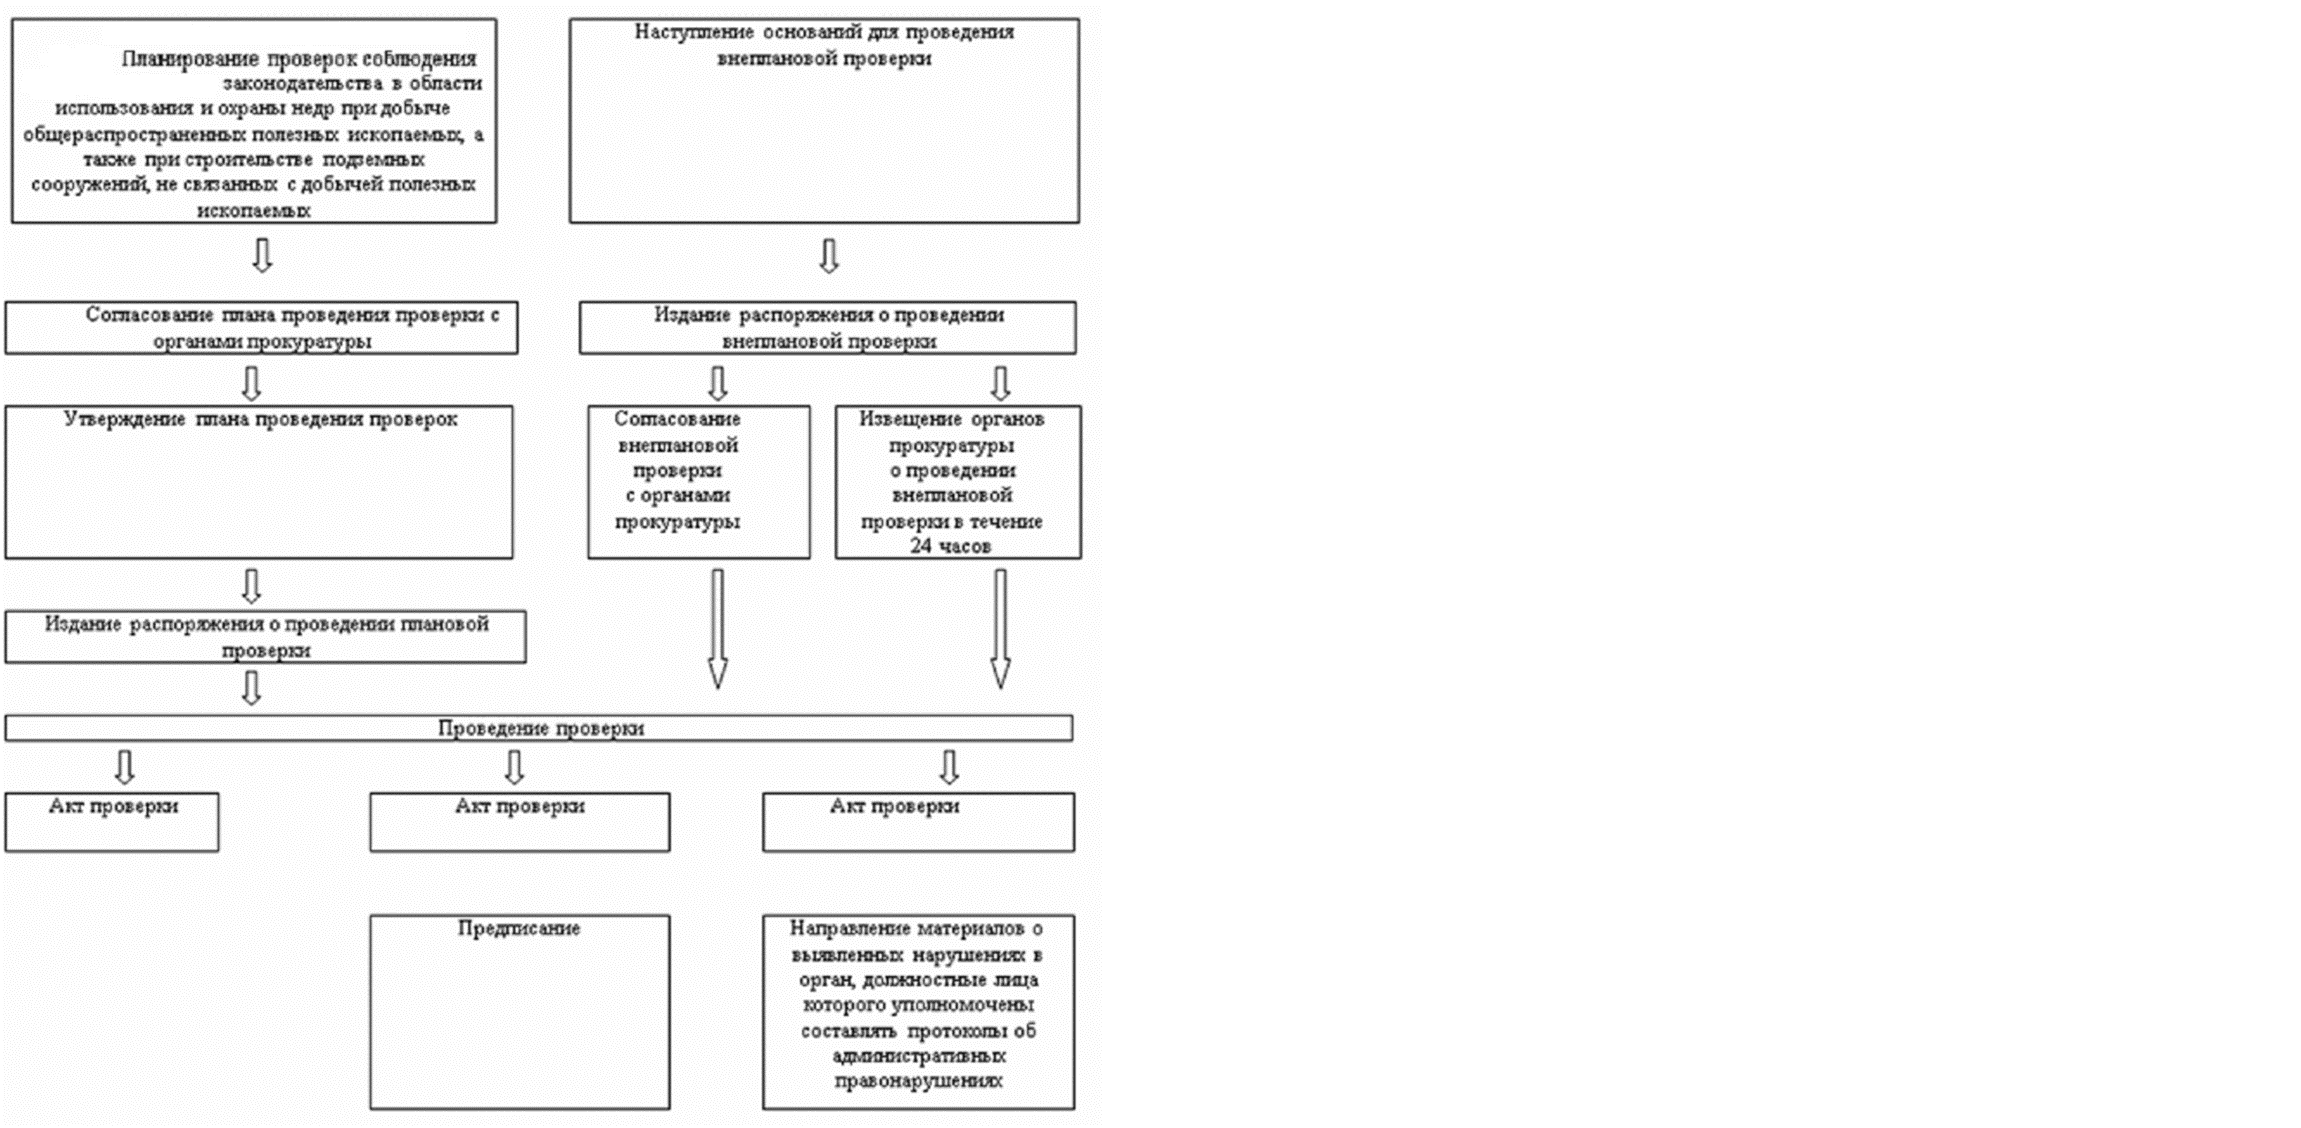 Планирование проверок соблюдения
законодательства в области
использования и охраны недр при добыче
общераспространенных полезных ископаемых, а
также при строительстве подземных
сооружений, не связанных с добычей полезных
ископаемых
Наступление оснований для проведения
внеплановой проверки
Согласование плана проведения проверки с
органами прокуратуры
Издание распоряжения о проведении
внеплановой проверки
Утверждение плана проведения проверок
Согласование
внеплановой
проверки
с органами
прокуратуры
Извещение органов
прокуратуры
о проведении
внеплановой
проверки в течение
24 часов
Издание распоряжения о проведении плановой
проверки
Проведение проверки
Акт проверки
Акт проверки
Акт проверки
Предписание
Направление материалов о
выявленных нарушениях в
орган, должностные лица
которого уполномочены
составлять протоколы об
административных
правонарушениях